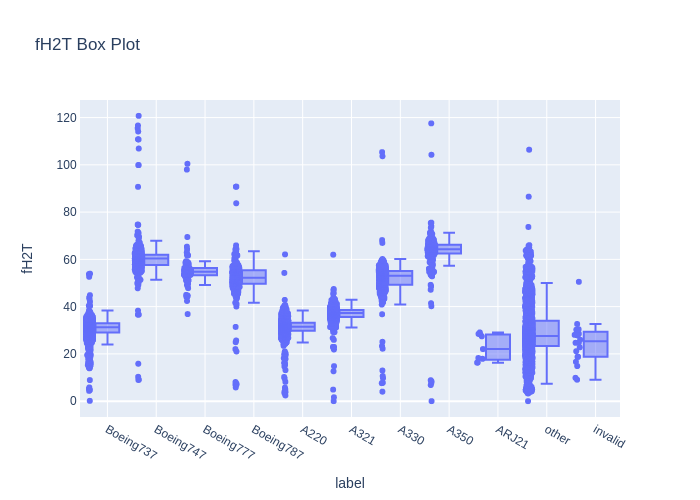 fH2T Box Plot
120
100
80
60
40
20
0
fH2T
Boeing737
Boeing747
Boeing777
Boeing787
A220
A321
A330
A350
ARJ21
other
invalid
label